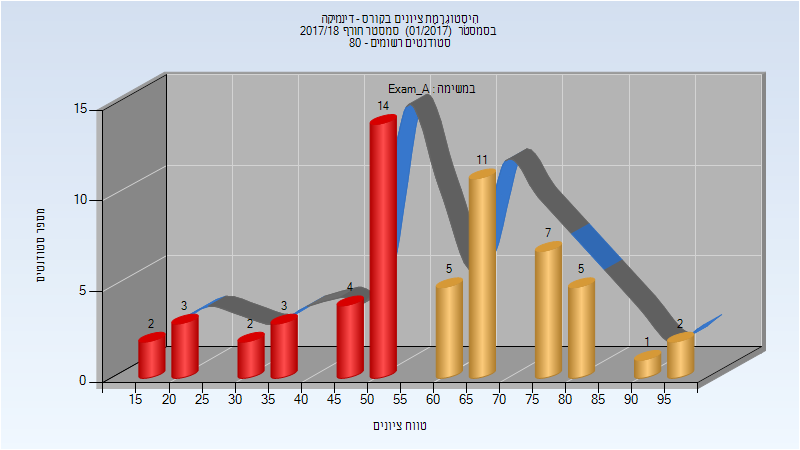 היסטוגרמת ציונים בקורס - דינמיקה
בסמסטר (01/2017) סמסטר חורף 2017/18
סטודנטים רשומים - 80
במשימה : Exam_A
מספר סטודנטים
15
10
5
0
2
3
2
3
4
14
5
11
7
5
1
2
15 20 25 30 35 40 45 50 55 60 65 70 75 80 85 90 95
טווח ציונים